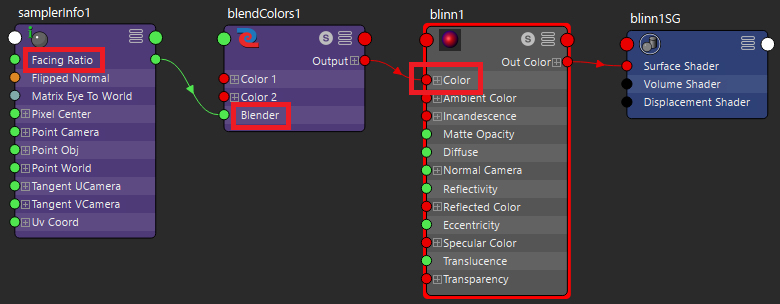 samplerInfo1
Facing Ratio
Flipped Normal
Matrix Eye To World
Pixel Center
Point Camera
Point Obj
Point World
Tangent UCamera
Tangent VCamera
Uv Coord
blendColors1
S
Output
Color 1
Color 2
Blender
blinn1
S
Out Color
Color
Ambient Color
Incandescence
Matte Opacity
Diffuse
Normal Camera
Reflectivity
Reflected Color
Eccentricity
Specular Color
Translucence
Transparency
blinn1SG
Surface Shader
Volume Shader
Displacement Shader